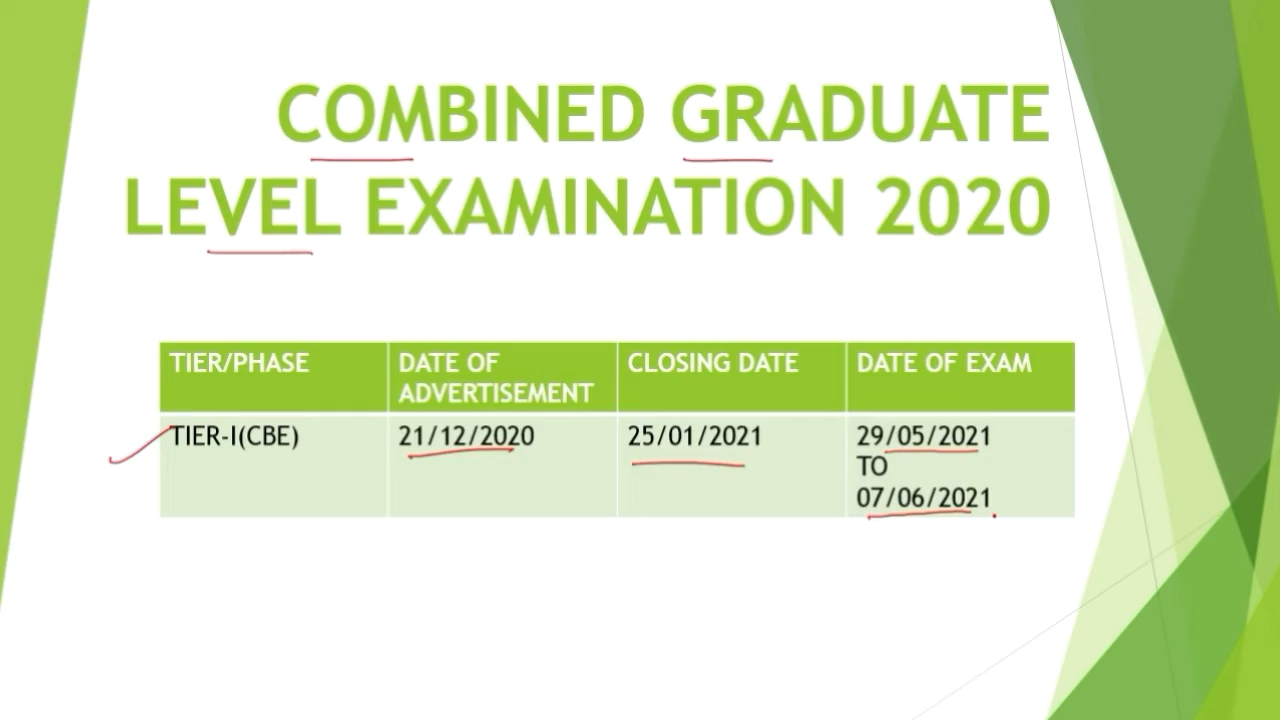 COMBINED GRADUATE
LEVEL EXAMINATION 2020
TIER/PHASE
DATE OF
ADVERTISEMENT
CLOSING DATE
DATE OF EXAM
TIER-I(CBE)
21/12/2020
25/01/2021
29/05/2021
TO
07/06/2021